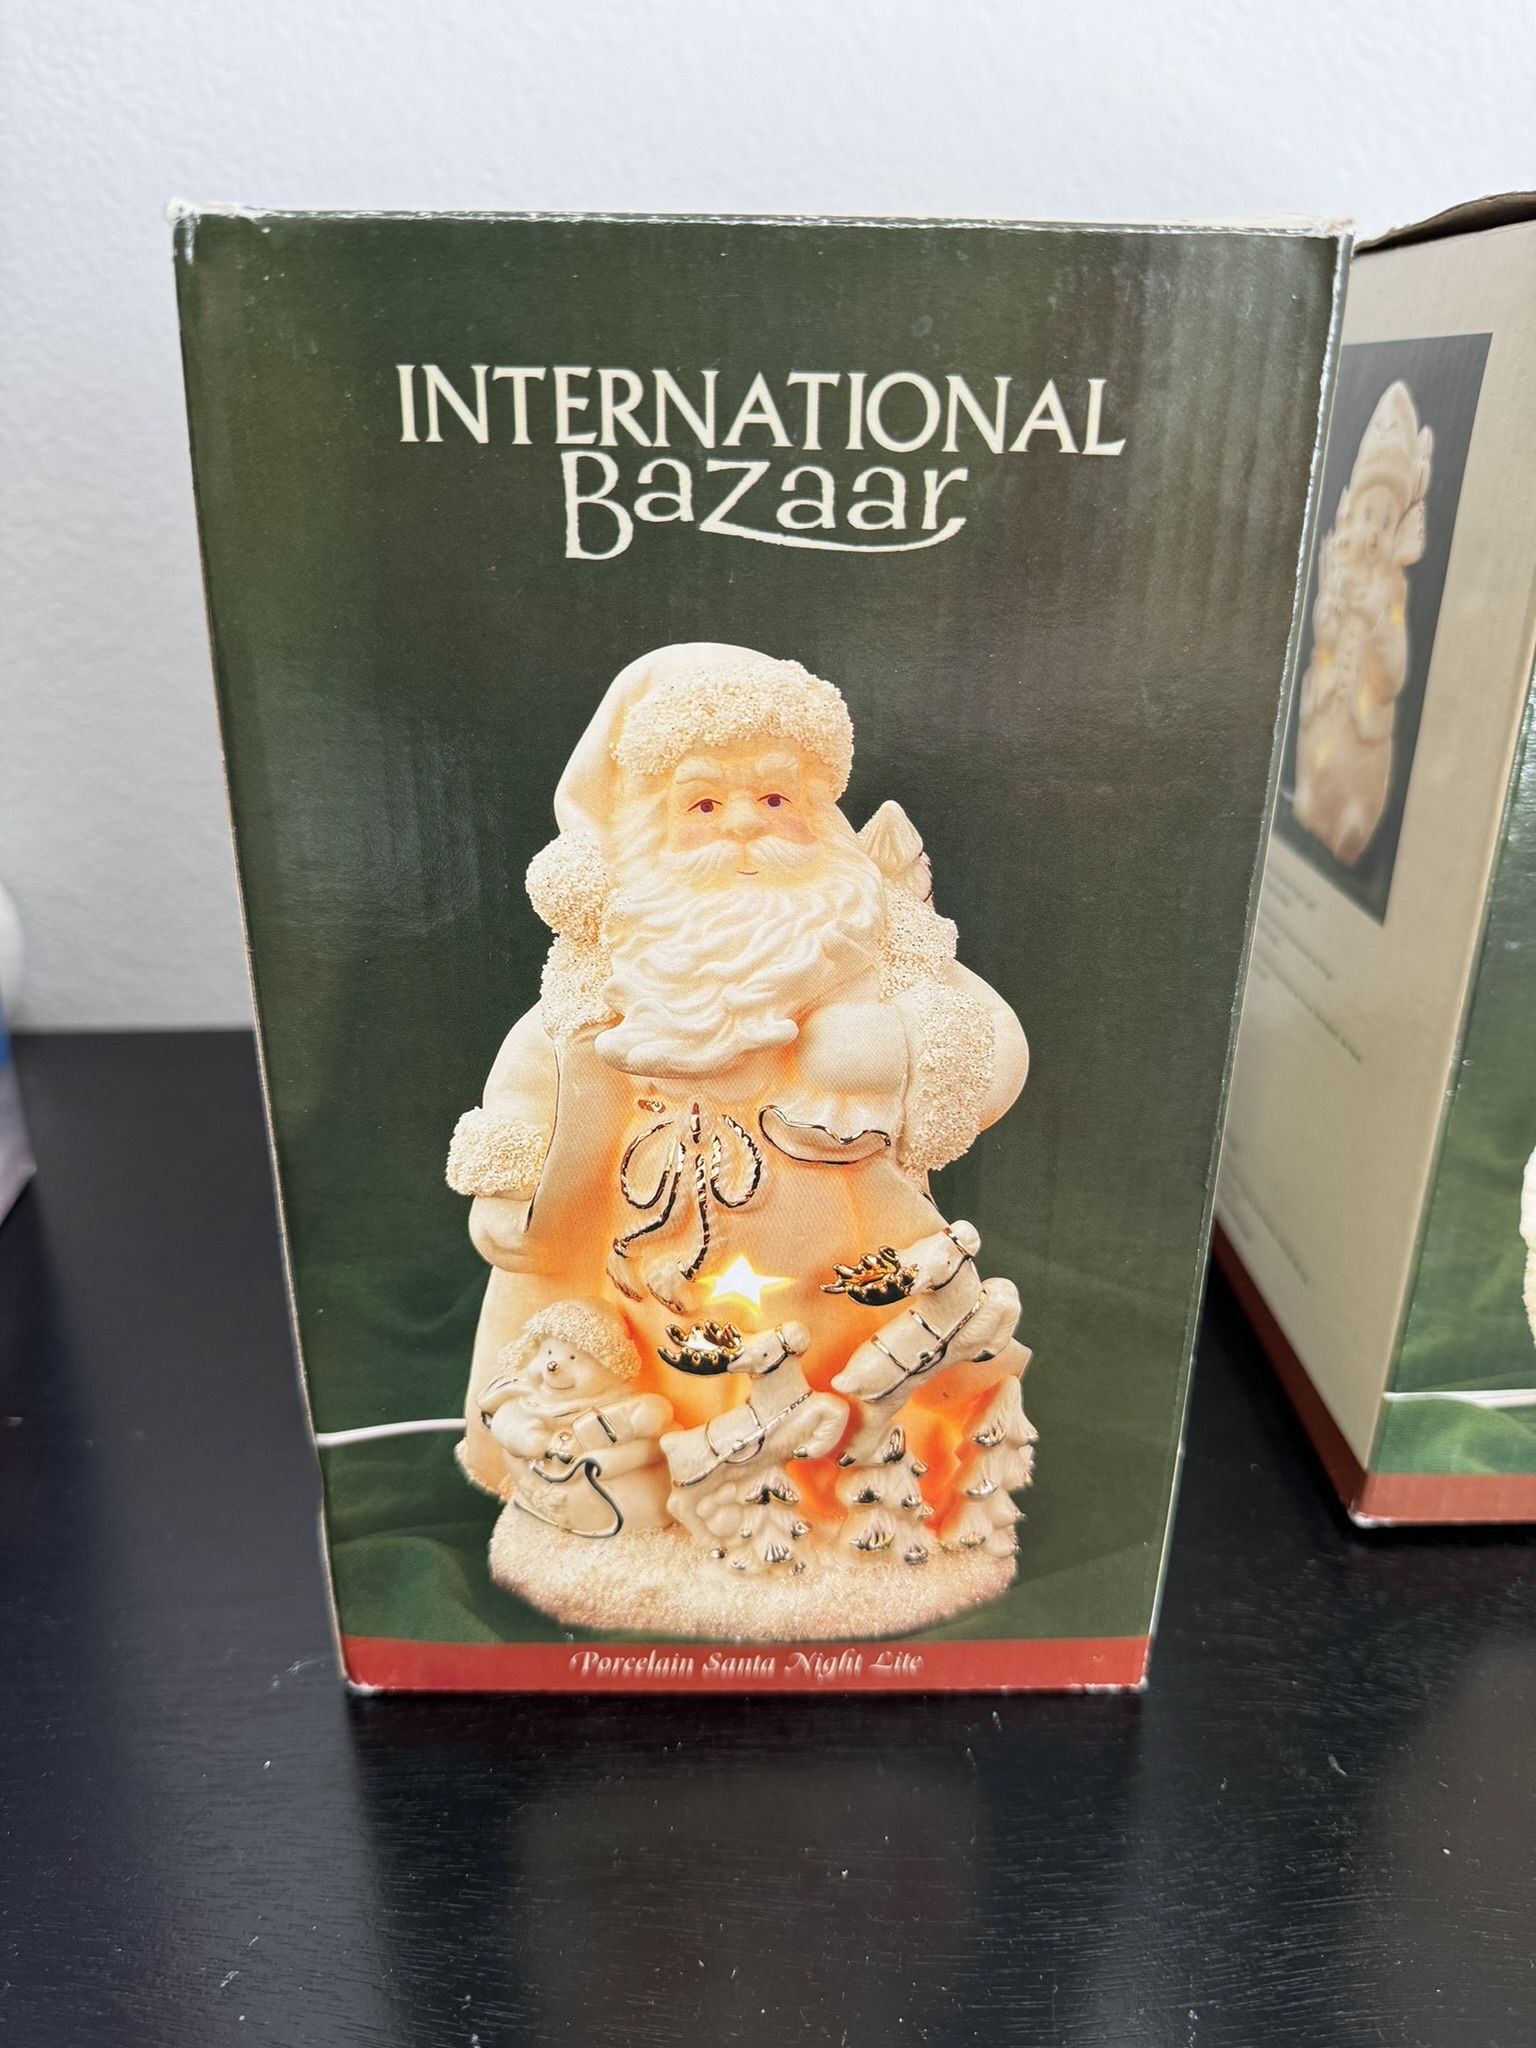 INTERNATIONAL
Bazaar
Porcelain Santa Night Lite